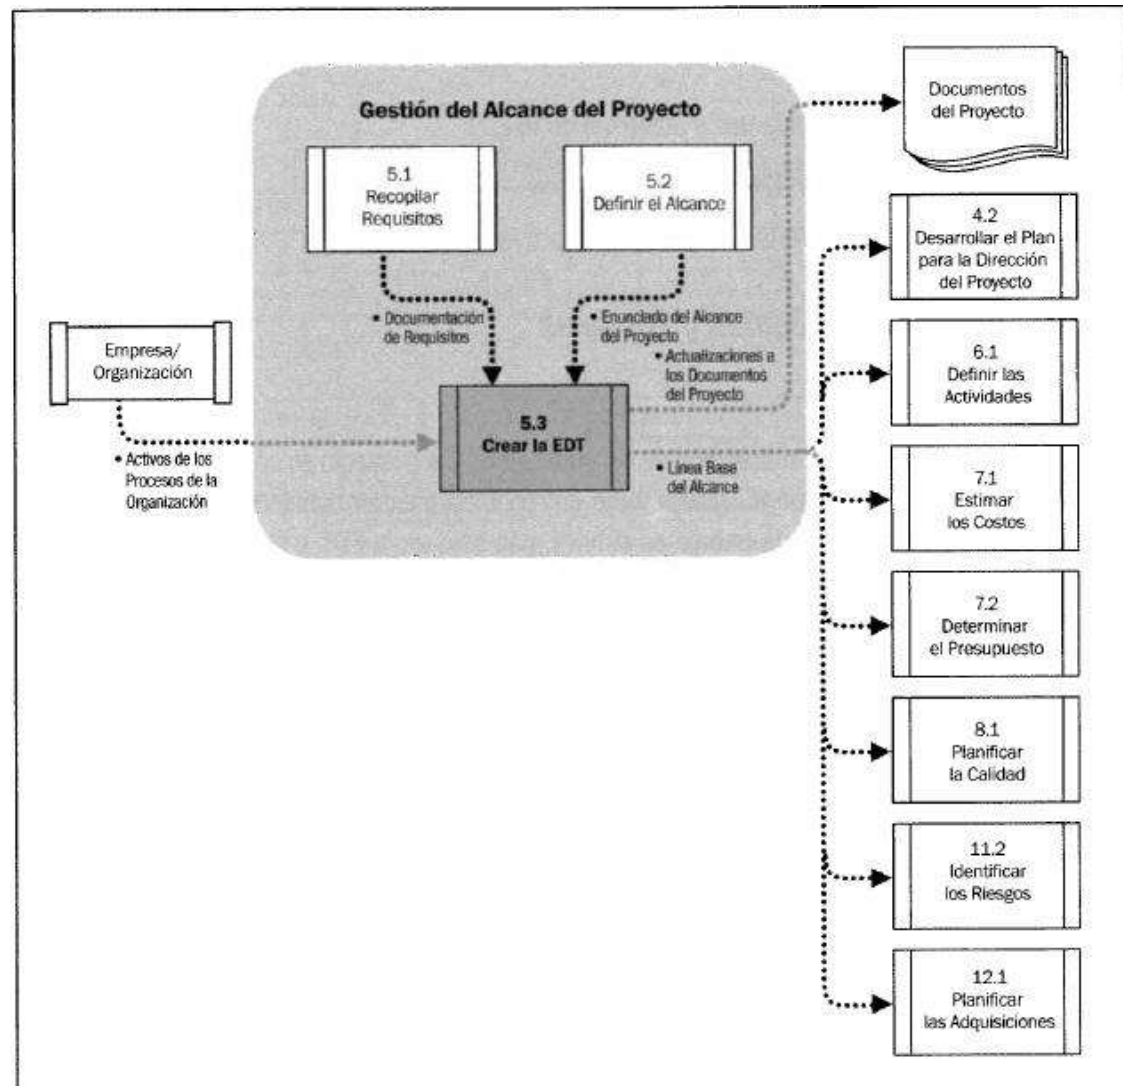 Gestión del Alcance del Proyecto
5.1
Recopilar
Requisitos
5.2
Definir el Alcance
• Documentación
de Requisitos
• Enunciado del Alcance
del Proyecto
• Actualizaciones a
los Documentos
del Proyecto
Empresa/
Organización
• Activos de los
Procesos de la
Organización
5.3
Crear la EDT
• Línea Base
del Alcance
Documentos
del Proyecto
4.2
Desarrollar el Plan
para la Dirección
del Proyecto
6.1
Definir las
Actividades
7.1
Estimar
los Costos
7.2
Determinar
el Presupuesto
8.1
Planificar
la Calidad
11.2
Identificar
los Riesgos
12.1
Planificar
las Adquisiciones